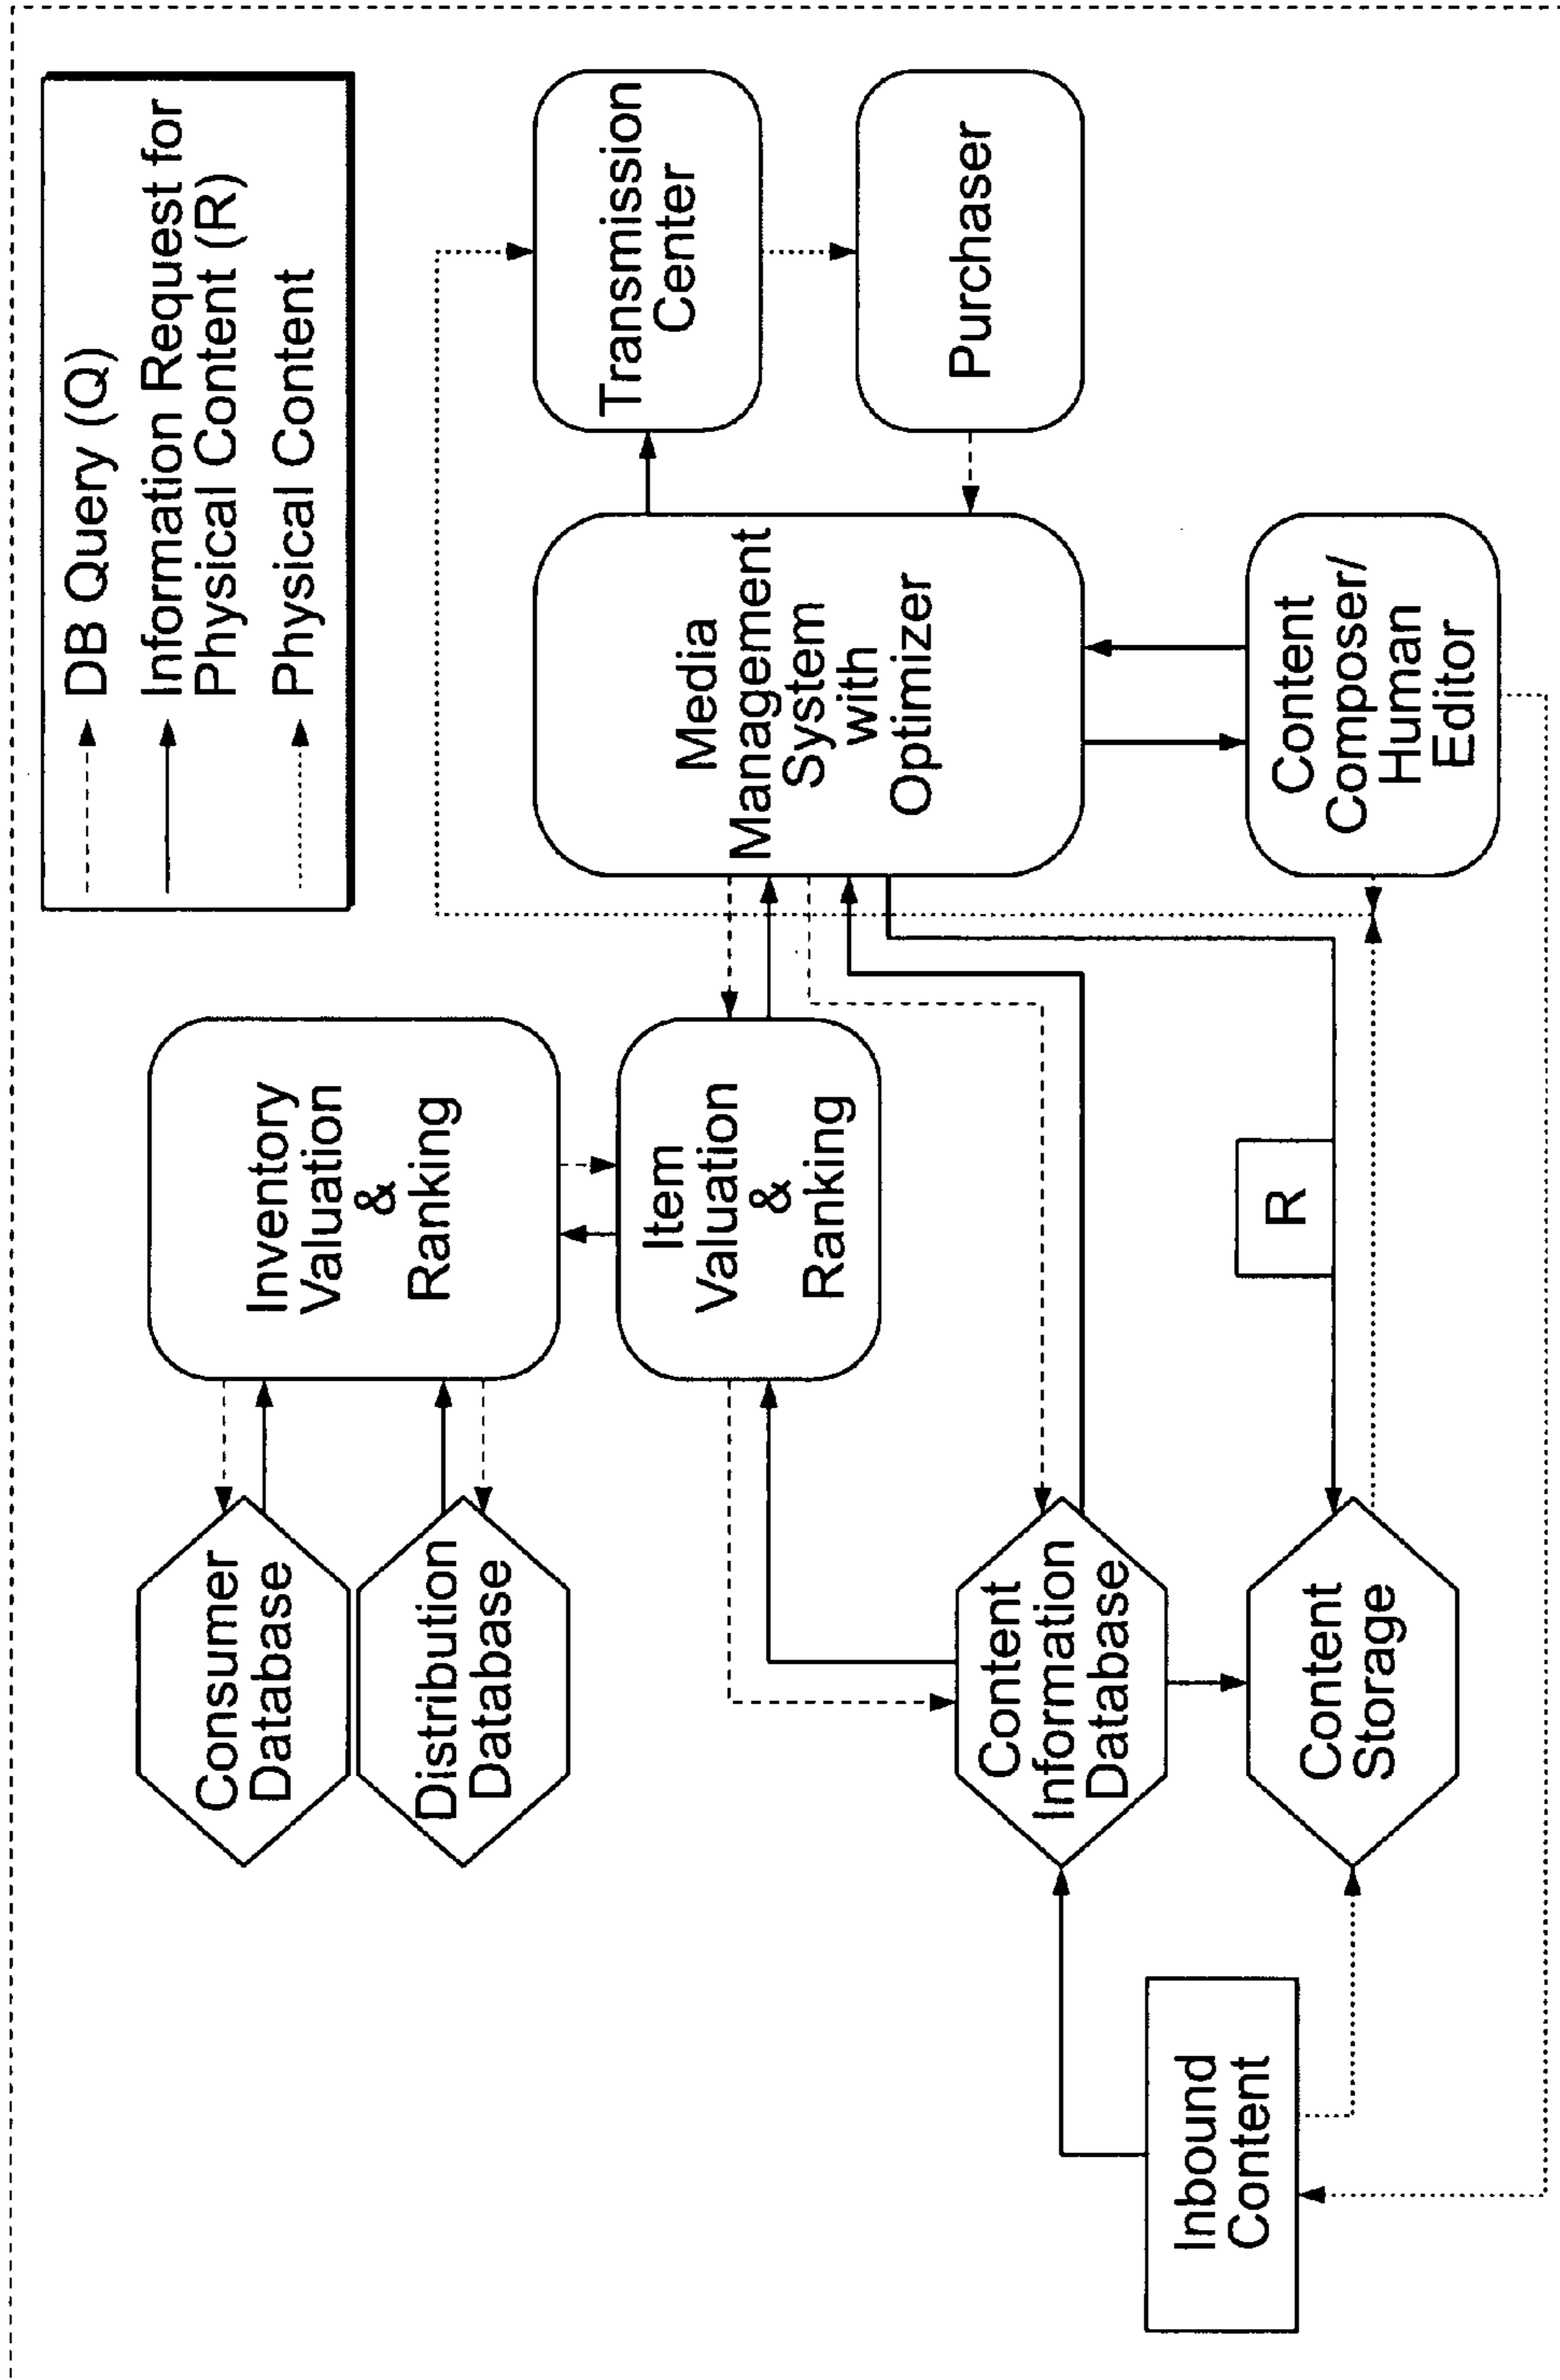 DB Query (Q)
Information Request for
Physical Content (R)
Physical Content
Consumer
Database
Distribution
Database
Inventory
Valuation
&
Ranking
Item
Valuation
&
Ranking
Transmission
Center
Purchaser
Media
Management
System
with
Optimizer
Content
Information
Database
Content
Storage
R
Content
Composer/
Human
Editor
Inbound
Content